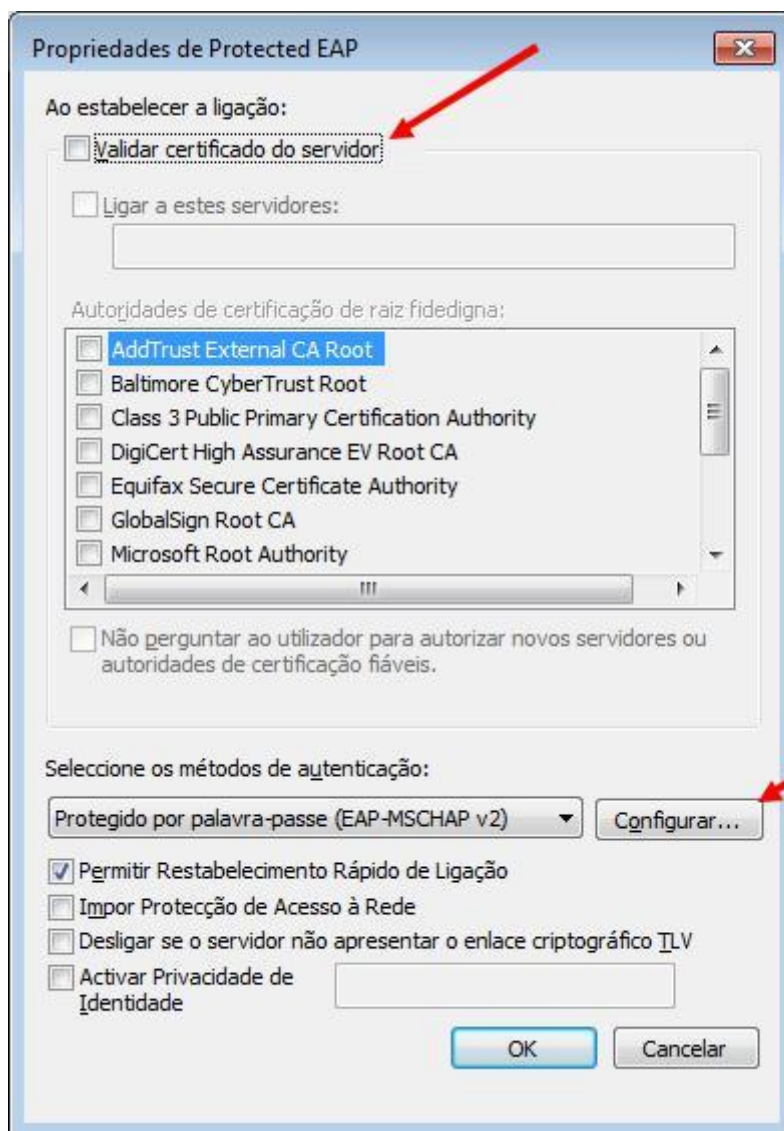 Propriedades de Protected EAP
Ao estabelecer a ligação:
Validar certificado do servidor
Ligar a estes servidores:
Autoridades de certificação de raiz fidedigna:
AddTrust External CA Root
Baltimore CyberTrust Root
Class 3 Public Primary Certification Authority
DigiCert High Assurance EV Root CA
Equifax Secure Certificate Authority
GlobalSign Root CA
Microsoft Root Authority
Não perguntar ao utilizador para autorizar novos servidores ou
autoridades de certificação fiáveis.
Seleccione os métodos de autenticação:
Protegido por palavra-passe (EAP-MSCHAP v2) Configurar...
Permitir Restabelecimento Rápido de Ligação
Impor Protecção de Acesso à Rede
Desligar se o servidor não apresentar o enlace criptográfico TLV
Activar Privacidade de
Identidade
OK Cancelar